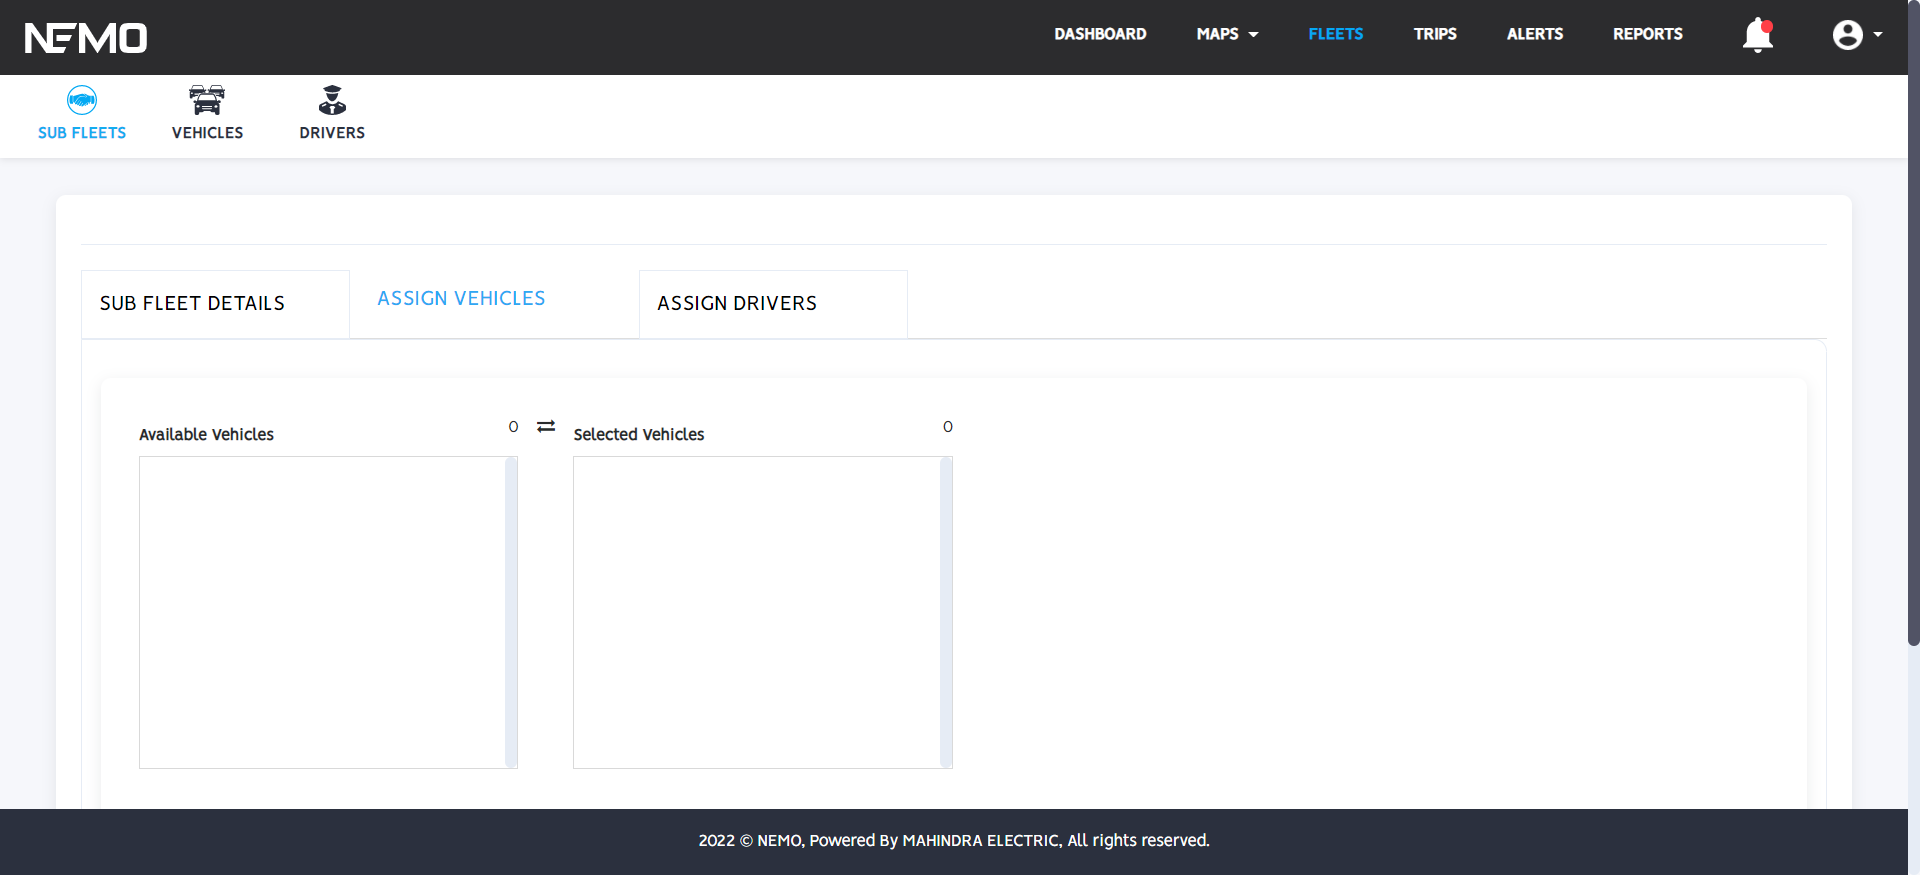 NEMO
DASHBOARD
MAPS
FLEETS
TRIPS
ALERTS
REPORTS
SUB FLEETS
VEHICLES
DRIVERS
SUB FLEET DETAILS
ASSIGN VEHICLES
ASSIGN DRIVERS
Available Vehicles
0
Selected Vehicles
0
2022 © NEMO, Powered By MAHINDRA ELECTRIC, All rights reserved.